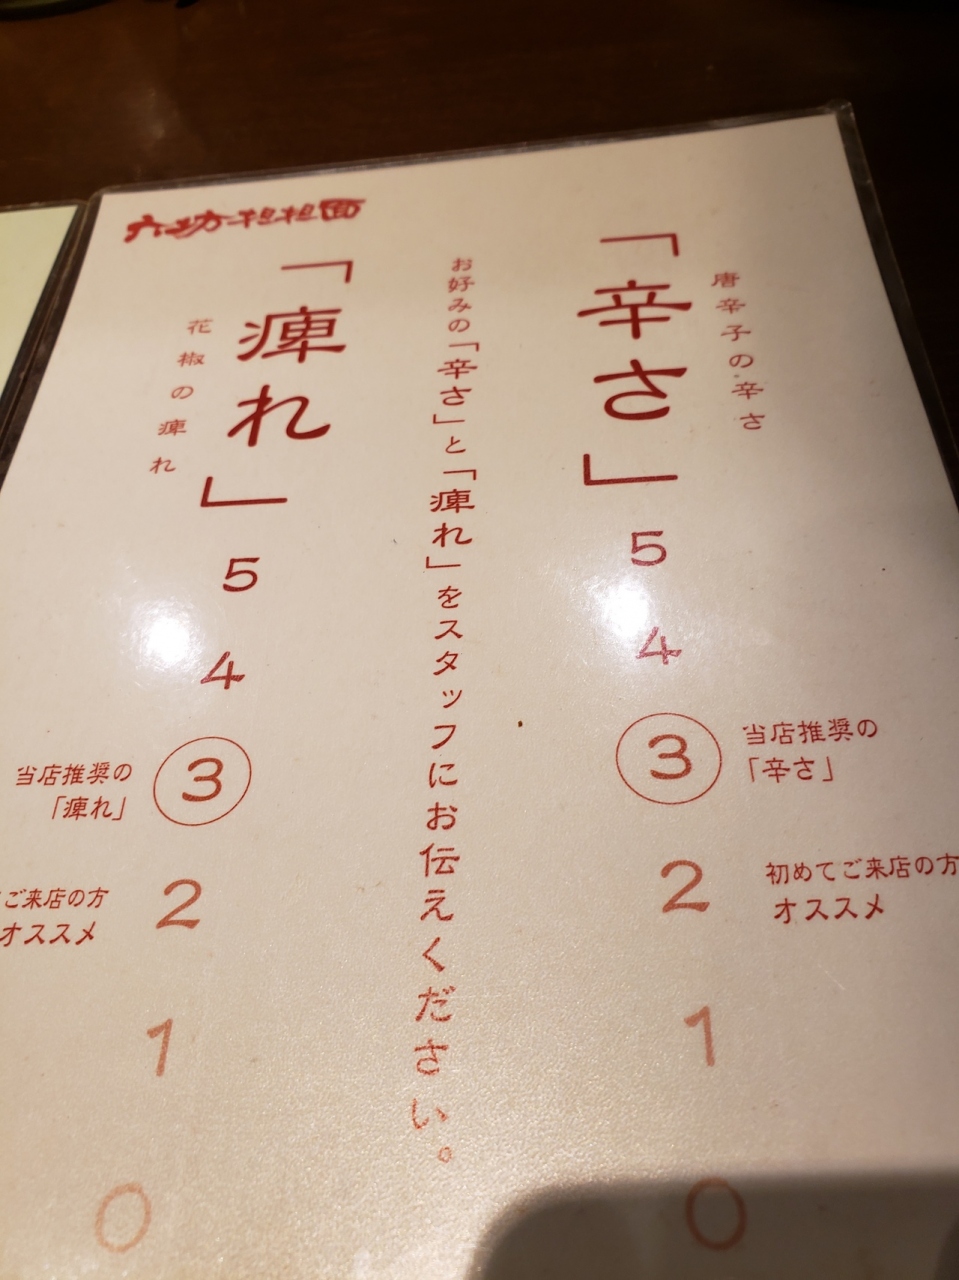 唐辛子の辛さ
「辛さ」
5
4
3
当店推奨の
「辛さ」
2
初めてご来店の方
オススメ
1
0
お好みの「辛さ」と「痺れ」をスタッフにお伝えください。
六坊担担面
「痺れ」
花椒の痺れ
5
4
3
当店推奨の
「痺れ」
2
ご来店の方
オススメ
1
0